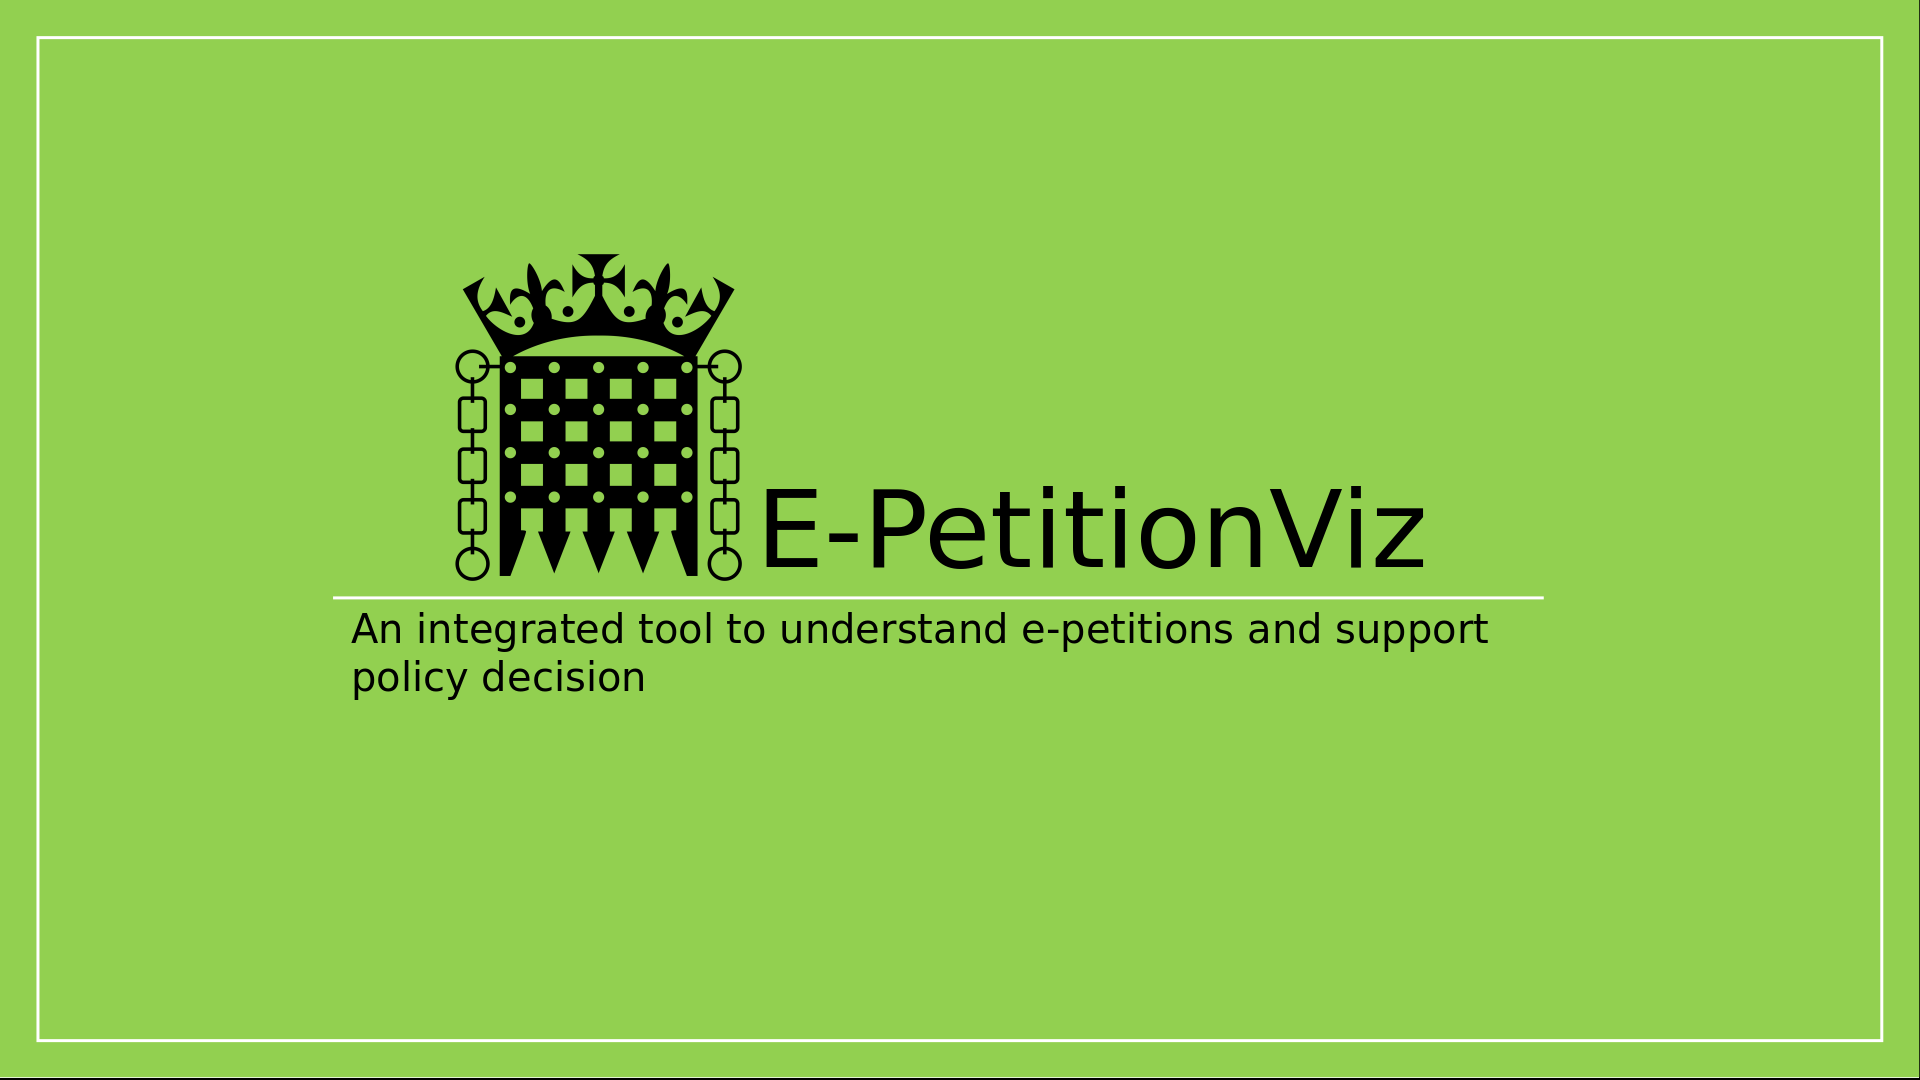 E-PetitionViz
An integrated tool to understand e-petitions and support
policy decision